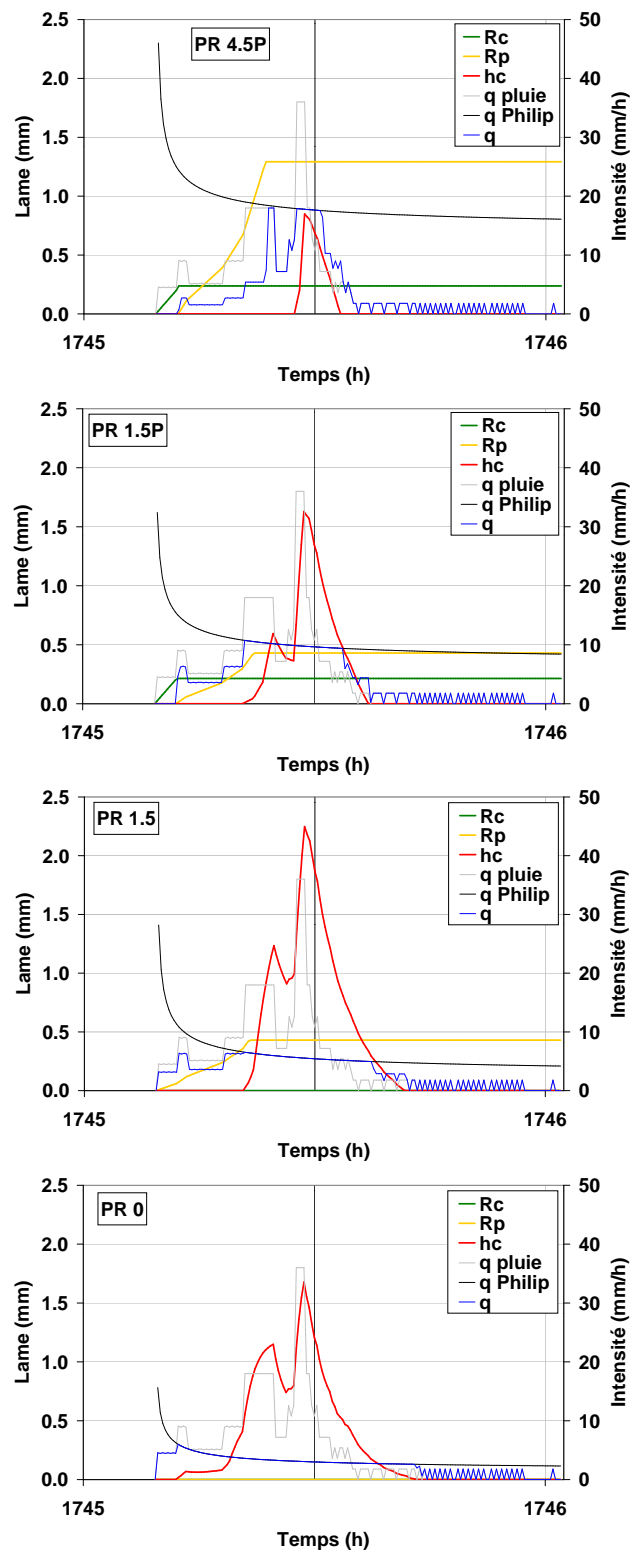 PR 4.5P
Rc
Rp
hc
q pluie
q Philip
q
2.5
2.0
1.5
1.0
0.5
0.0
Lame (mm)
50
40
30
20
10
0
Intensité (mm/h)
1745
1746
Temps (h)
PR 1.5P
Rc
Rp
hc
q pluie
q Philip
q
2.5
2.0
1.5
1.0
0.5
0.0
Lame (mm)
50
40
30
20
10
0
Intensité (mm/h)
1745
1746
Temps (h)
PR 1.5
Rc
Rp
hc
q pluie
q Philip
q
2.5
2.0
1.5
1.0
0.5
0.0
Lame (mm)
50
40
30
20
10
0
Intensité (mm/h)
1745
1746
Temps (h)
PR 0
Rc
Rp
hc
q pluie
q Philip
q
2.5
2.0
1.5
1.0
0.5
0.0
Lame (mm)
50
40
30
20
10
0
Intensité (mm/h)
1745
1746
Temps (h)